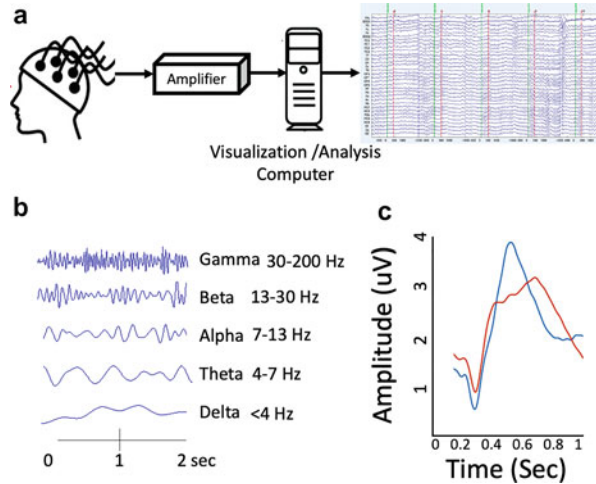 a
Amplifier
Visualization /Analysis
Computer
b
Gamma 30-200 Hz
Beta 13-30 Hz
Alpha 7-13 Hz
Theta 4-7 Hz
Delta <4 Hz
0 1 2 sec
c
Amplitude (uV)
4
3
2
1
0 0.2 0.4 0.6 0.8 1
Time (Sec)